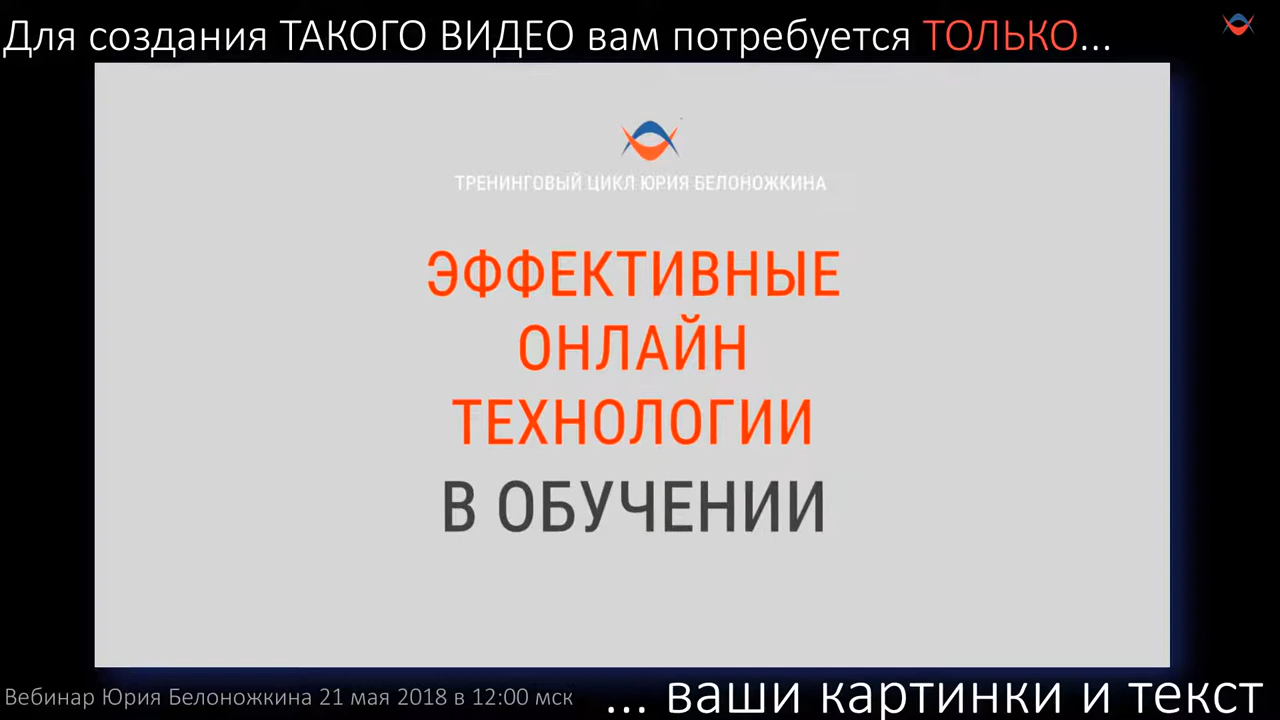 Для создания ТАКОГО ВИДЕО вам потребуется ТОЛЬКО...
ТРЕНИНГОВЫЙ ЦИКЛ ЮРИЯ БЕЛОНОЖКИНА
ЭФФЕКТИВНЫЕ
ОНЛАЙН
ТЕХНОЛОГИИ
В ОБУЧЕНИИ
Вебинар Юрия Белоножкина 21 мая 2018 в 12:00 мск
... ваши картинки и текст